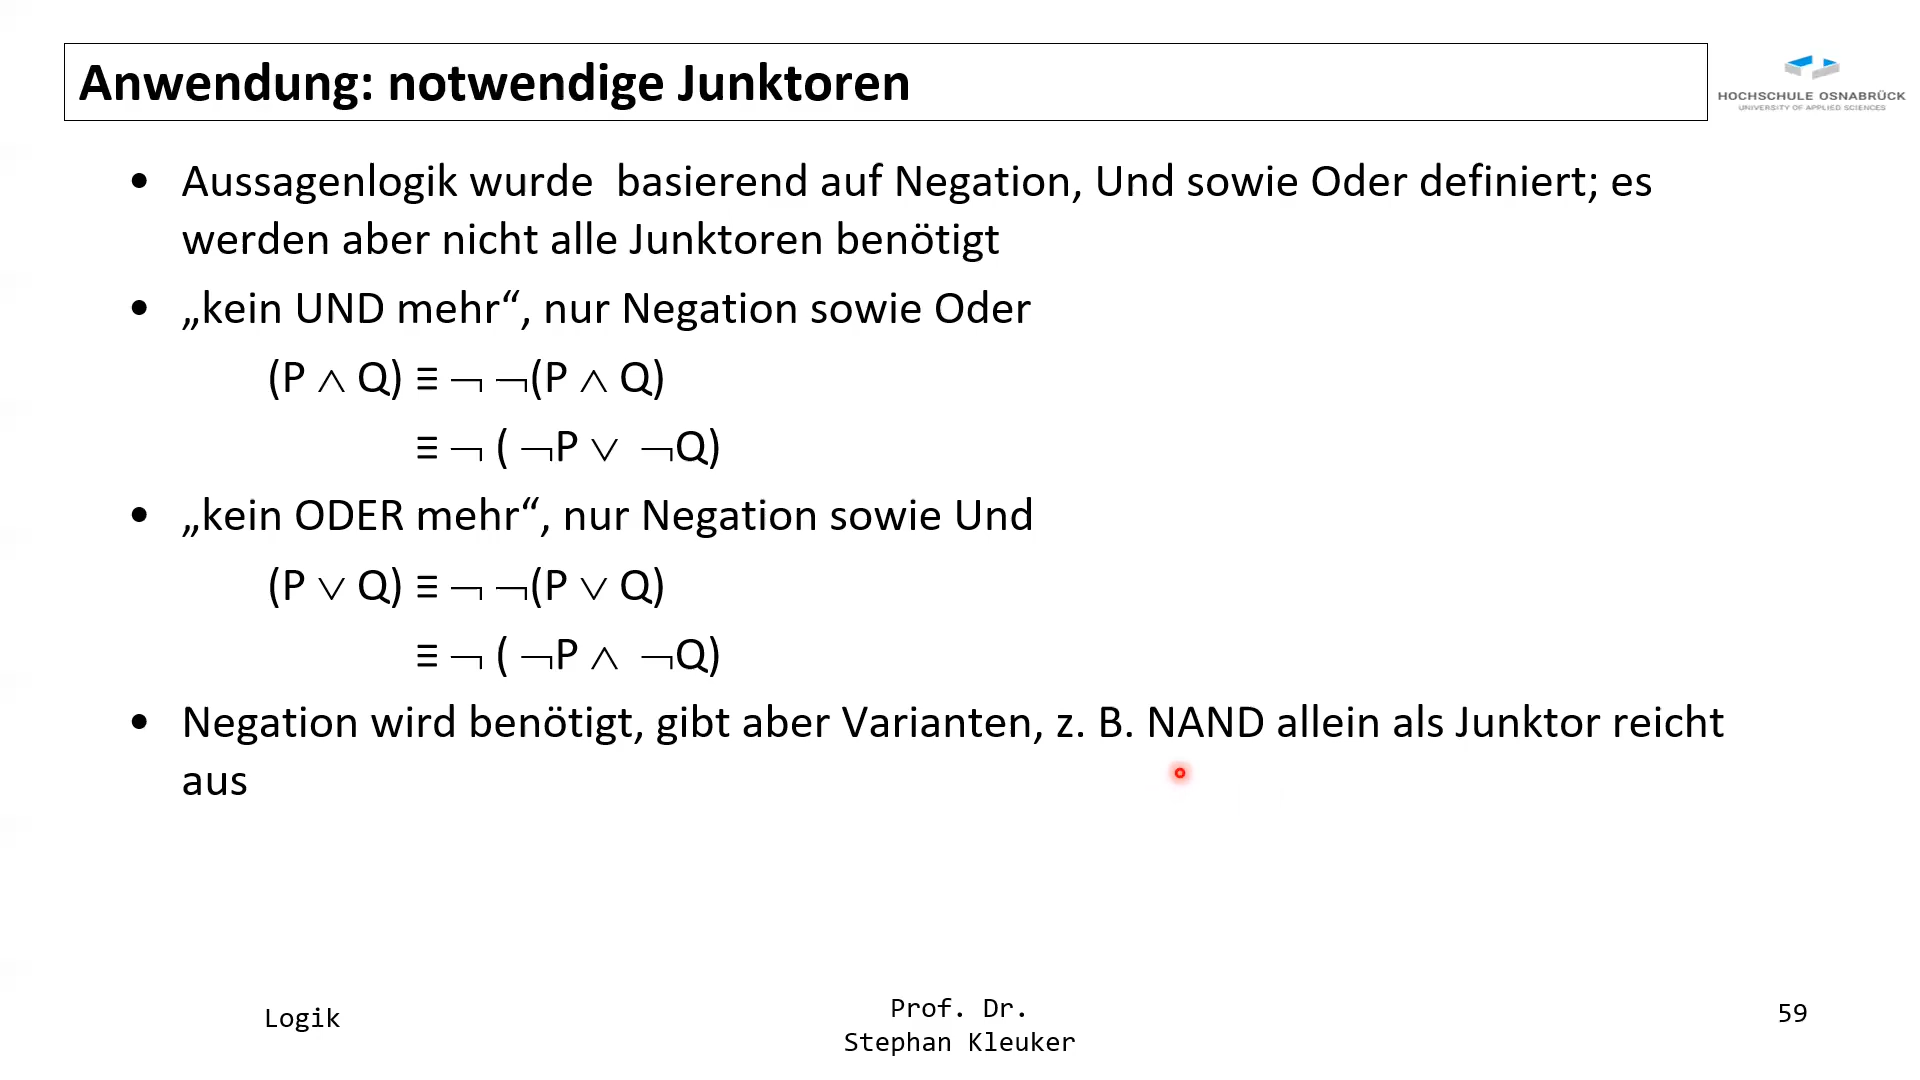 Anwendung: notwendige Junktoren
HOCHSCHULE OSNABRÜCK
UNIVERSITY OF APPLIED SCIENCES
• Aussagenlogik wurde basierend auf Negation, Und sowie Oder definiert; es
werden aber nicht alle Junktoren benötigt
• „kein UND mehr“, nur Negation sowie Oder
(P ∧ Q) ≡ ¬ ¬(P ∧ Q)
≡ ¬ ( ¬P ∨ ¬Q)
• „kein ODER mehr“, nur Negation sowie Und
(P ∨ Q) ≡ ¬ ¬(P ∨ Q)
≡ ¬ ( ¬P ∧ ¬Q)
• Negation wird benötigt, gibt aber Varianten, z. B. NAND allein als Junktor reicht
aus
Logik
Prof. Dr.
Stephan Kleuker
59